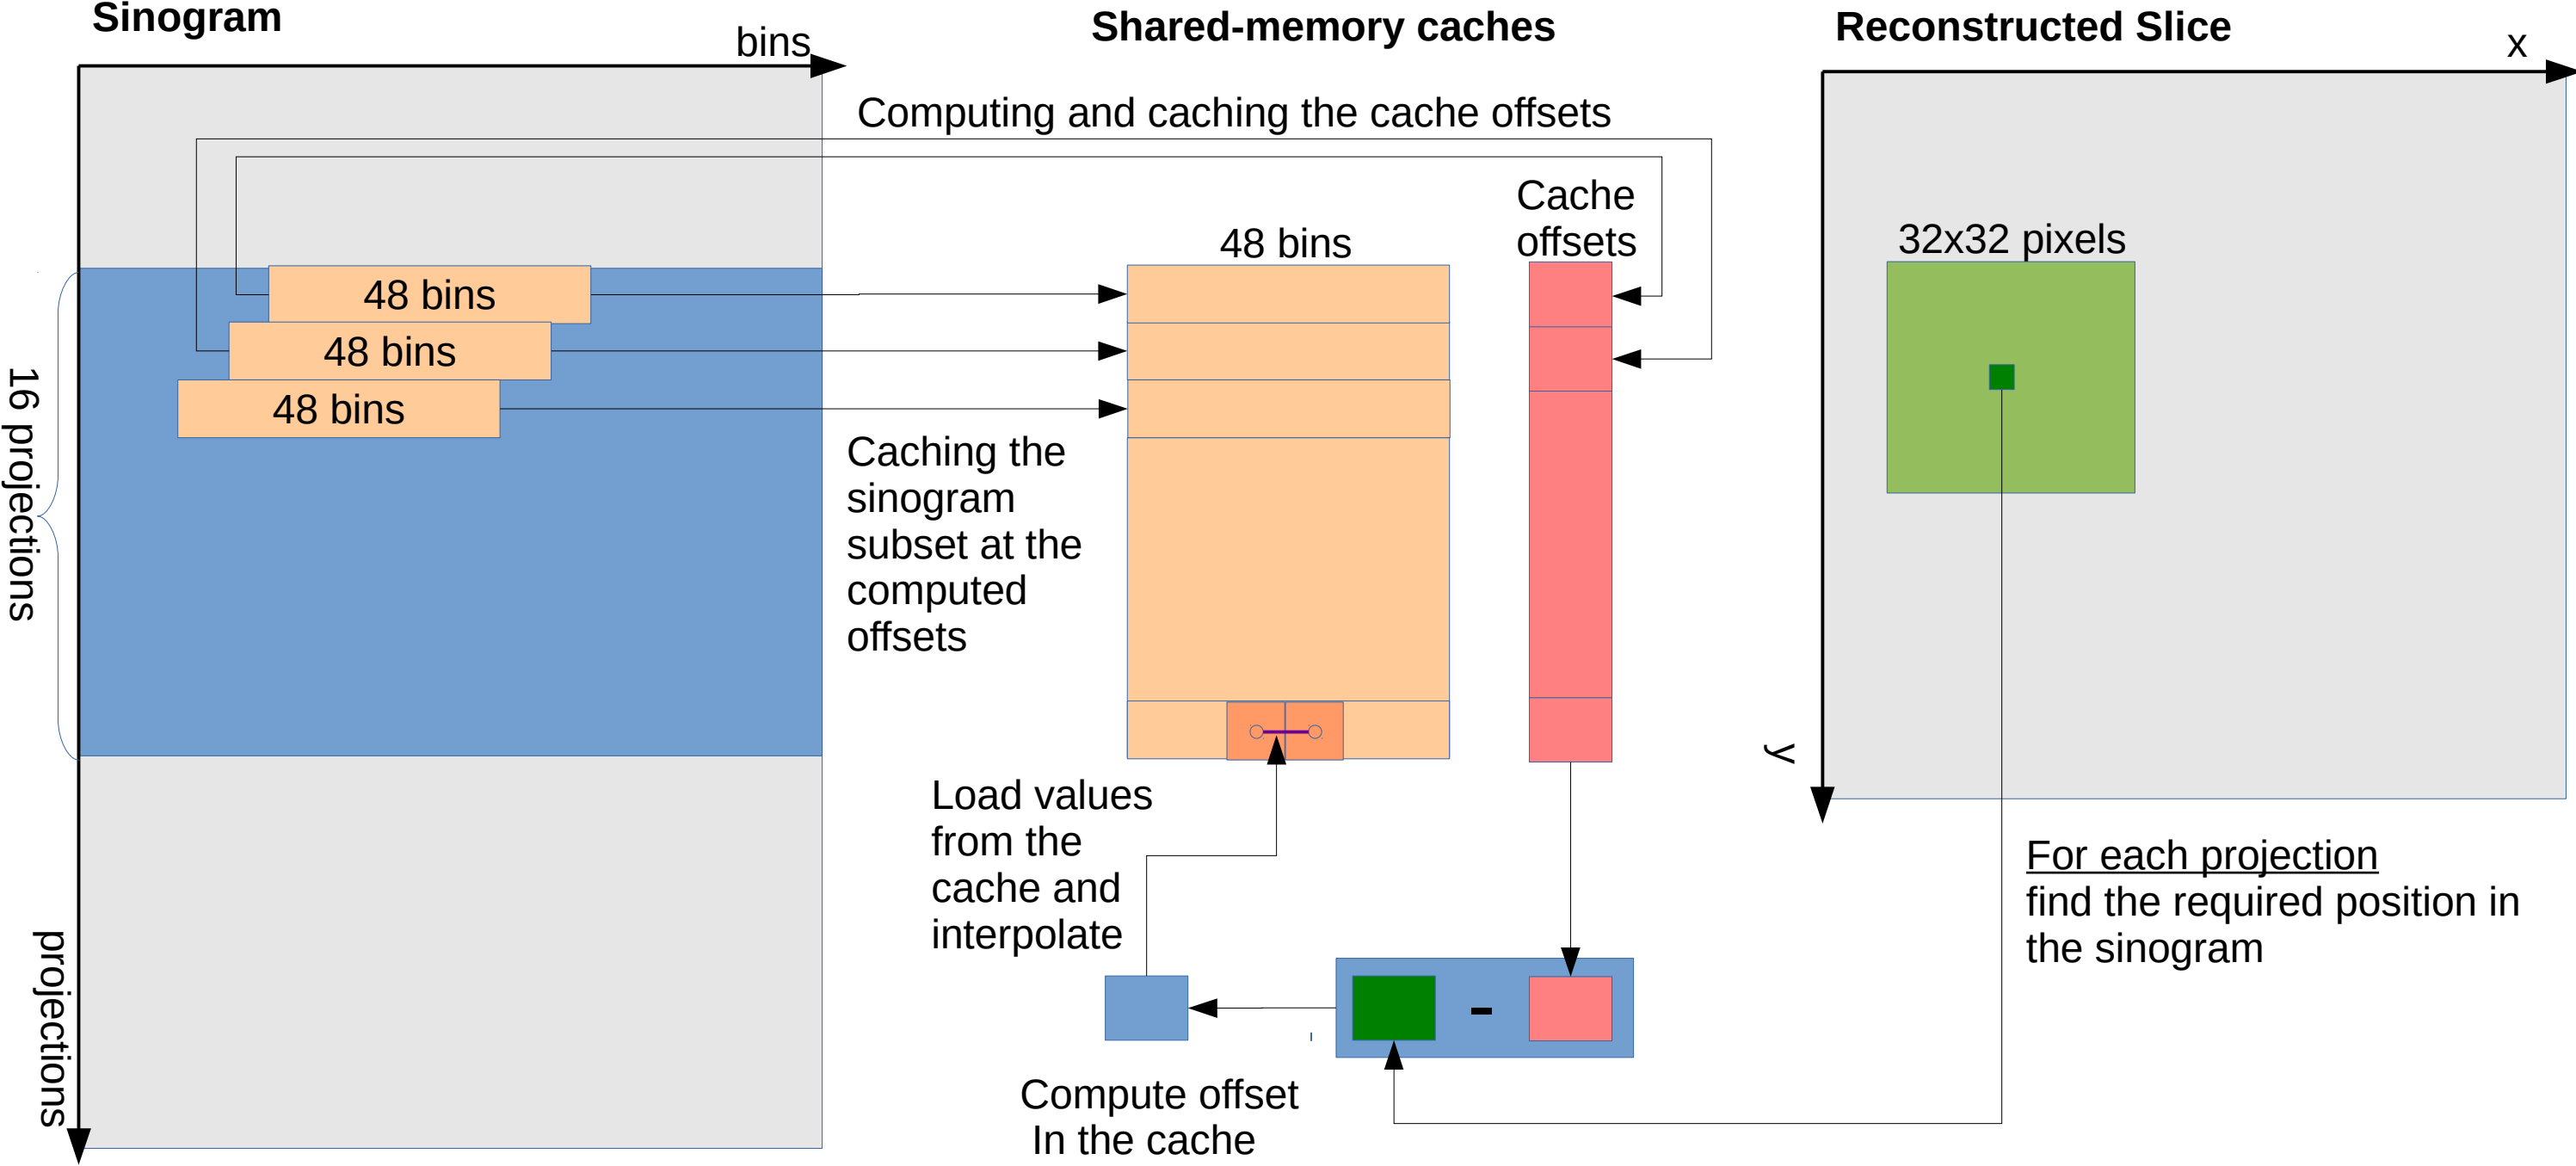 Sinogram
bins
Shared-memory caches
Reconstructed Slice
x
Computing and caching the cache offsets
Cache
offsets
48 bins
32x32 pixels
48 bins
48 bins
48 bins
16 projections
Caching the
sinogram
subset at the
computed
offsets
y
Load values
from the
cache and
interpolate
For each projection
find the required position in
the sinogram
projections
-
Compute offset
In the cache